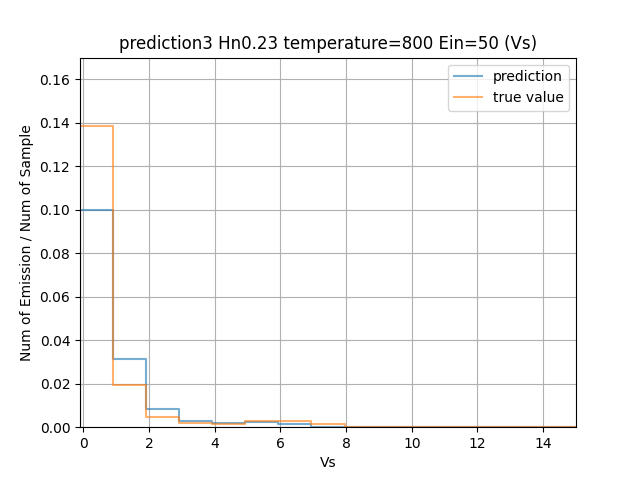 prediction3 Hn0.23 temperature=800 Ein=50 (Vs)
prediction
true value
0.16
0.14
0.12
0.10
0.08
0.06
0.04
0.02
0.00
Num of Emission / Num of Sample
0 2 4 6 8 10 12 14
Vs